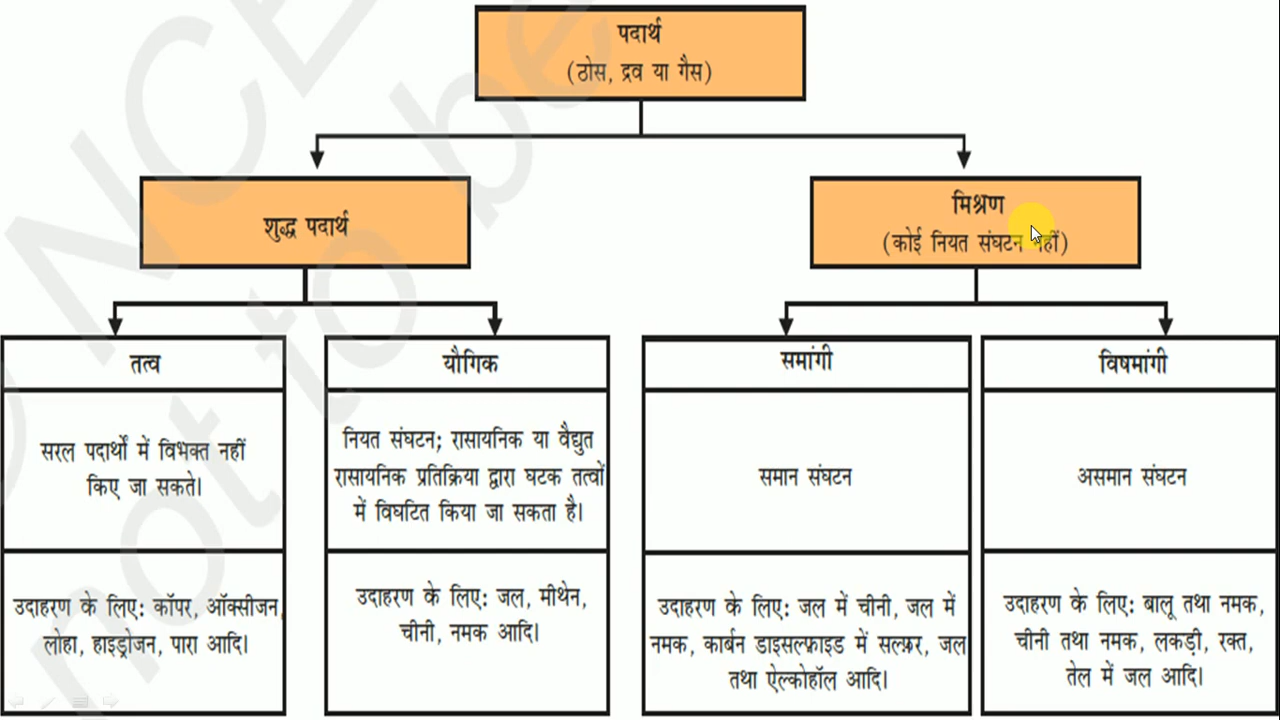 पदार्थ
(ठोस, द्रव या गैस)
शुद्ध पदार्थ
मिश्रण
(कोई नियत संघटन नहीं)
तत्व
सरल पदार्थों में विभक्त नहीं
किए जा सकते।
उदाहरण के लिए: कॉपर, ऑक्सीजन,
लोहा, हाइड्रोजन, पारा आदि।
यौगिक
नियत संघटन; रासायनिक या वैद्युत
रासायनिक प्रतिक्रिया द्वारा घटक तत्वों
में विघटित किया जा सकता है।
उदाहरण के लिए: जल, मीथेन,
चीनी, नमक आदि।
समांगी
समान संघटन
उदाहरण के लिए: जल में चीनी, जल में
नमक, कार्बन डाइसल्फ़ाइड में सल्फ़र, जल
तथा ऐल्कोहॉल आदि।
विषमांगी
असमान संघटन
उदाहरण के लिए: बालू तथा नमक,
चीनी तथा नमक, लकड़ी, रक्त,
तेल में जल आदि।
not to be